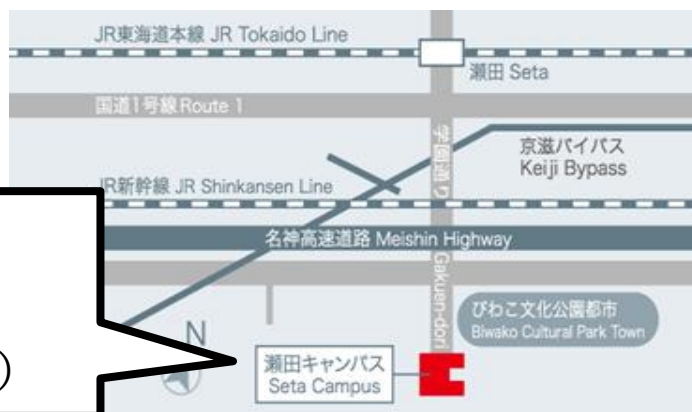 JR東海道本線 JR Tokaido Line
瀬田 Seta
国道1号線 Route 1
学園通り Gakuen-dori
京滋バイパス
Keiji Bypass
JR新幹線 JR Shinkansen Line
名神高速道路 Meishin Highway
びわこ文化公園都市
Biwako Cultural Park Town
N
瀬田キャンパス
Seta Campus
)